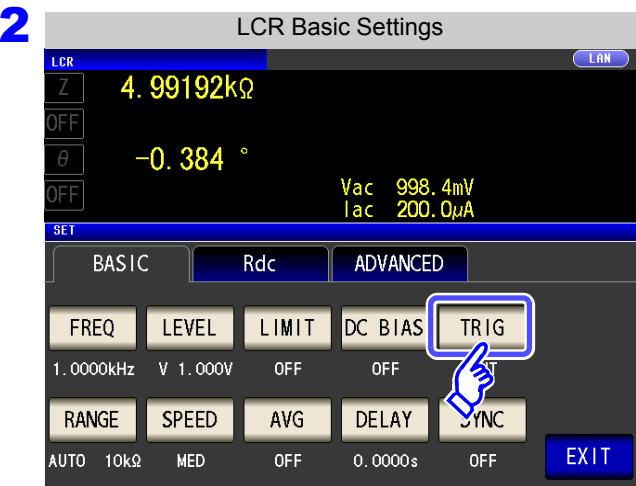 2
LCR Basic Settings
LCR LAN
Z 4.99192kΩ
OFF
θ -0.384 °
OFF
Vac 998.4mV
Iac 200.0μA
SET
BASIC Rdc ADVANCED
FREQ LEVEL LIMIT DC BIAS TRIG
1.0000kHz V 1.000V OFF OFF
RANGE SPEED AVG DELAY SYNC
AUTO 10kΩ MED OFF 0.0000s OFF
EXIT